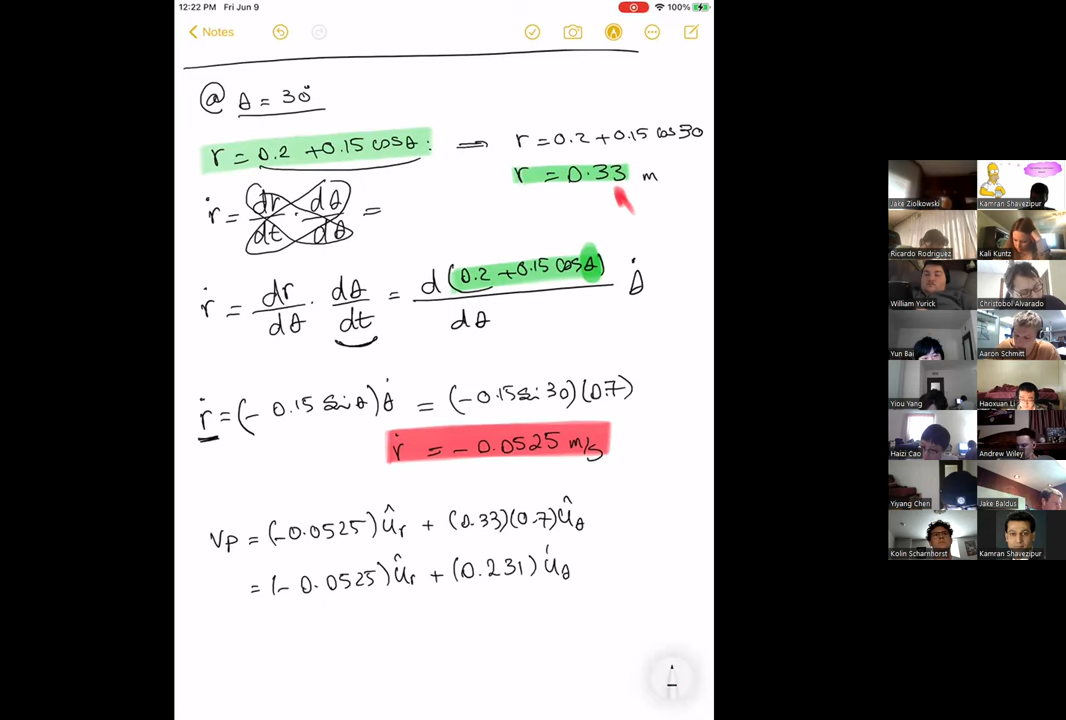 12:22 PM Fri Jun 9
100%
Notes
@ θ = 30°
r = 0.2 + 0.15 cosθ : ⟹ r = 0.2 + 0.15 cos30
r = 0.33 m
ṙ = dr/dt · dθ/dθ =
ṙ = dr/dθ · dθ/dt = d(0.2 + 0.15 cosθ)/dθ θ̇
ṙ = (- 0.15 sinθ)θ̇ = (-0.15 sin 30)(0.7)
ṙ = - 0.0525 m/s
VP = (-0.0525)ûr + (0.33)(0.7)ûθ
= (- 0.0525)ûr + (0.231)ûθ
Jake Ziolkowski
Kamran Shavezipur
Ricardo Rodriguez
Kali Kuntz
William Yurick
Christobol Alvarado
Yun Bai
Aaron Schmitt
Yiou Yang
Haoxuan Li
Haizi Cao
Andrew Wiley
Yiyang Chen
Jake Baldus
Kolin Scharnhorst
Kamran Shavezipur